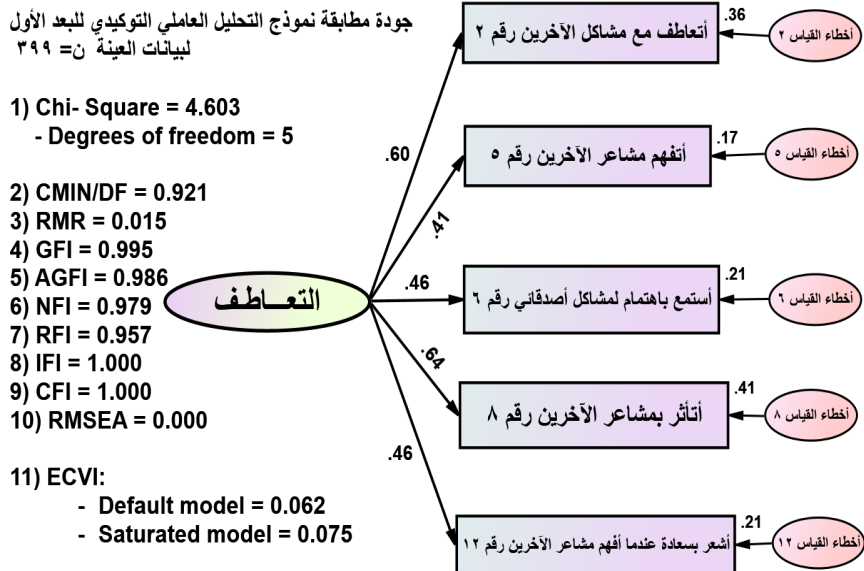 جودة مطابقة نموذج التحليل العاملي التوكيدي للبعد الأول
لبيانات العينة ن= ٣٩٩
1) Chi- Square = 4.603
- Degrees of freedom = 5
2) CMIN/DF = 0.921
3) RMR = 0.015
4) GFI = 0.995
5) AGFI = 0.986
6) NFI = 0.979
7) RFI = 0.957
8) IFI = 1.000
9) CFI = 1.000
10) RMSEA = 0.000
11) ECVI:
- Default model = 0.062
- Saturated model = 0.075
التعـــاطـف
.60
.41
.46
.64
.46
أتعاطف مع مشاكل الآخرين رقم ٢
.36
أخطاء القياس ٢
أتفهم مشاعر الآخرين رقم ٥
.17
أخطاء القياس ٥
أستمع باهتمام لمشاكل أصدقائي رقم ٦
.21
أخطاء القياس ٦
أتأثر بمشاعر الآخرين رقم ٨
.41
أخطاء القياس ٨
أشعر بسعادة عندما أفهم مشاعر الآخرين رقم ١٢
.21
أخطاء القياس ١٢